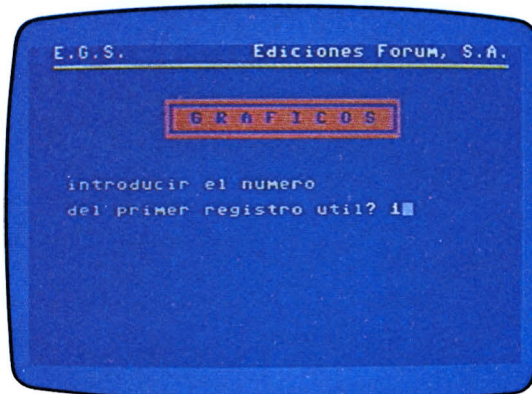 E.G.S. Ediciones Forum, S.A.
GRAFICOS
introducir el numero
del primer registro util? 1